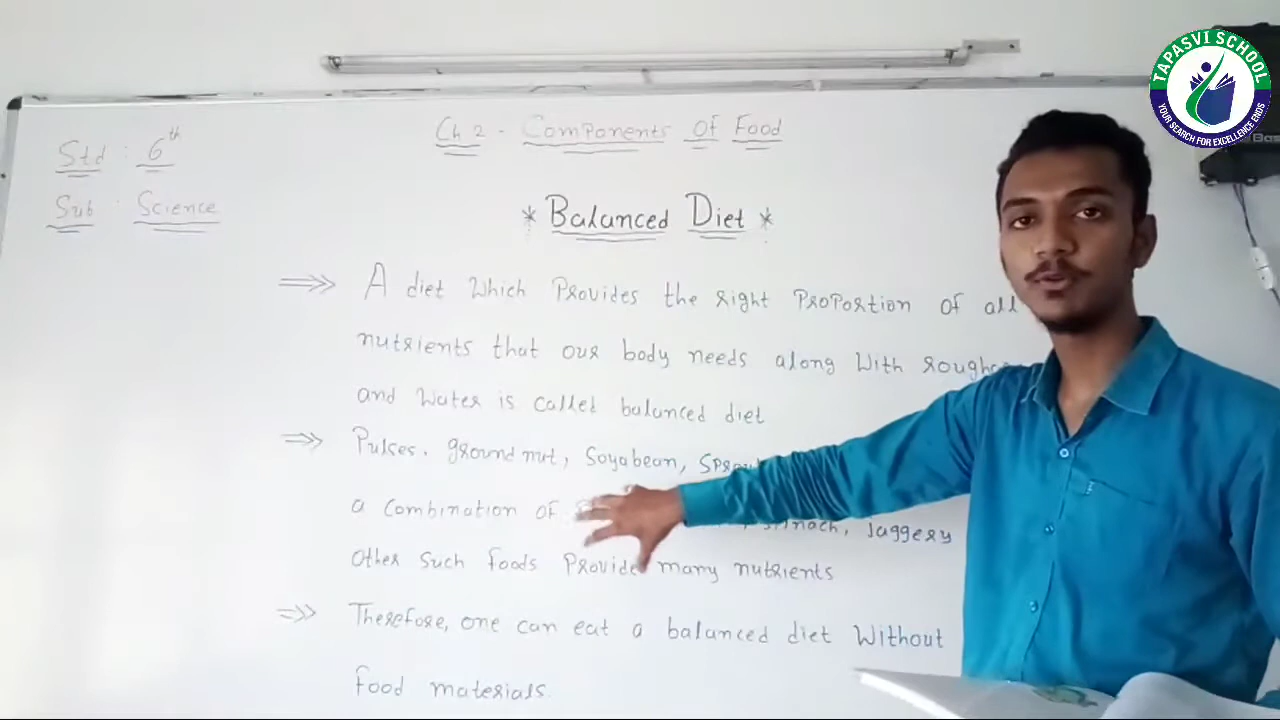 TAPASVI SCHOOL
YOUR SEARCH FOR EXCELLENCE ENDS
Bas
Ch 2 - Components Of Food
Std : 6th
Sub : Science
* Balanced Diet *
A diet Which Provides the right Proportion of all
nutrients that our body needs along With
and Water is called balanced diet
Pulses. groundnut, Soyabean,
a Combination of Jaggery
Other Such foods Provide many nutrients
Therefore, one can eat a balanced diet Without
food materials.